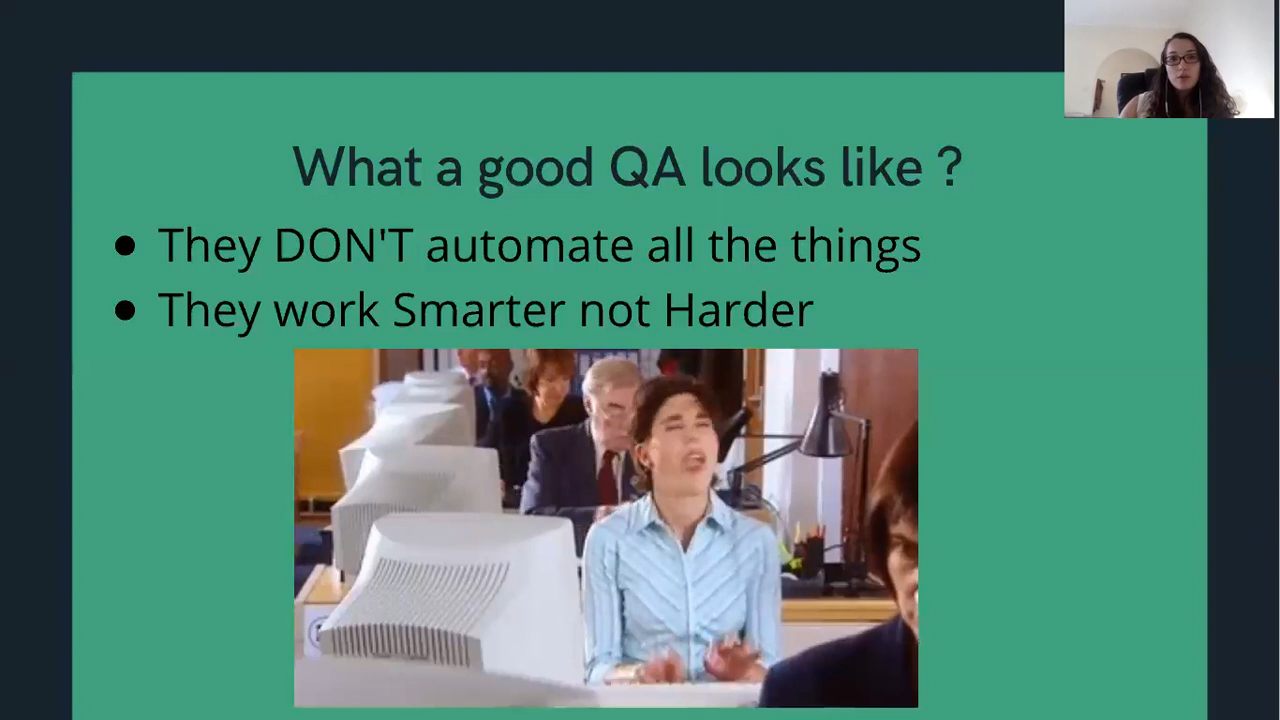 What a good QA looks like ?
● They DON'T automate all the things
● They work Smarter not Harder